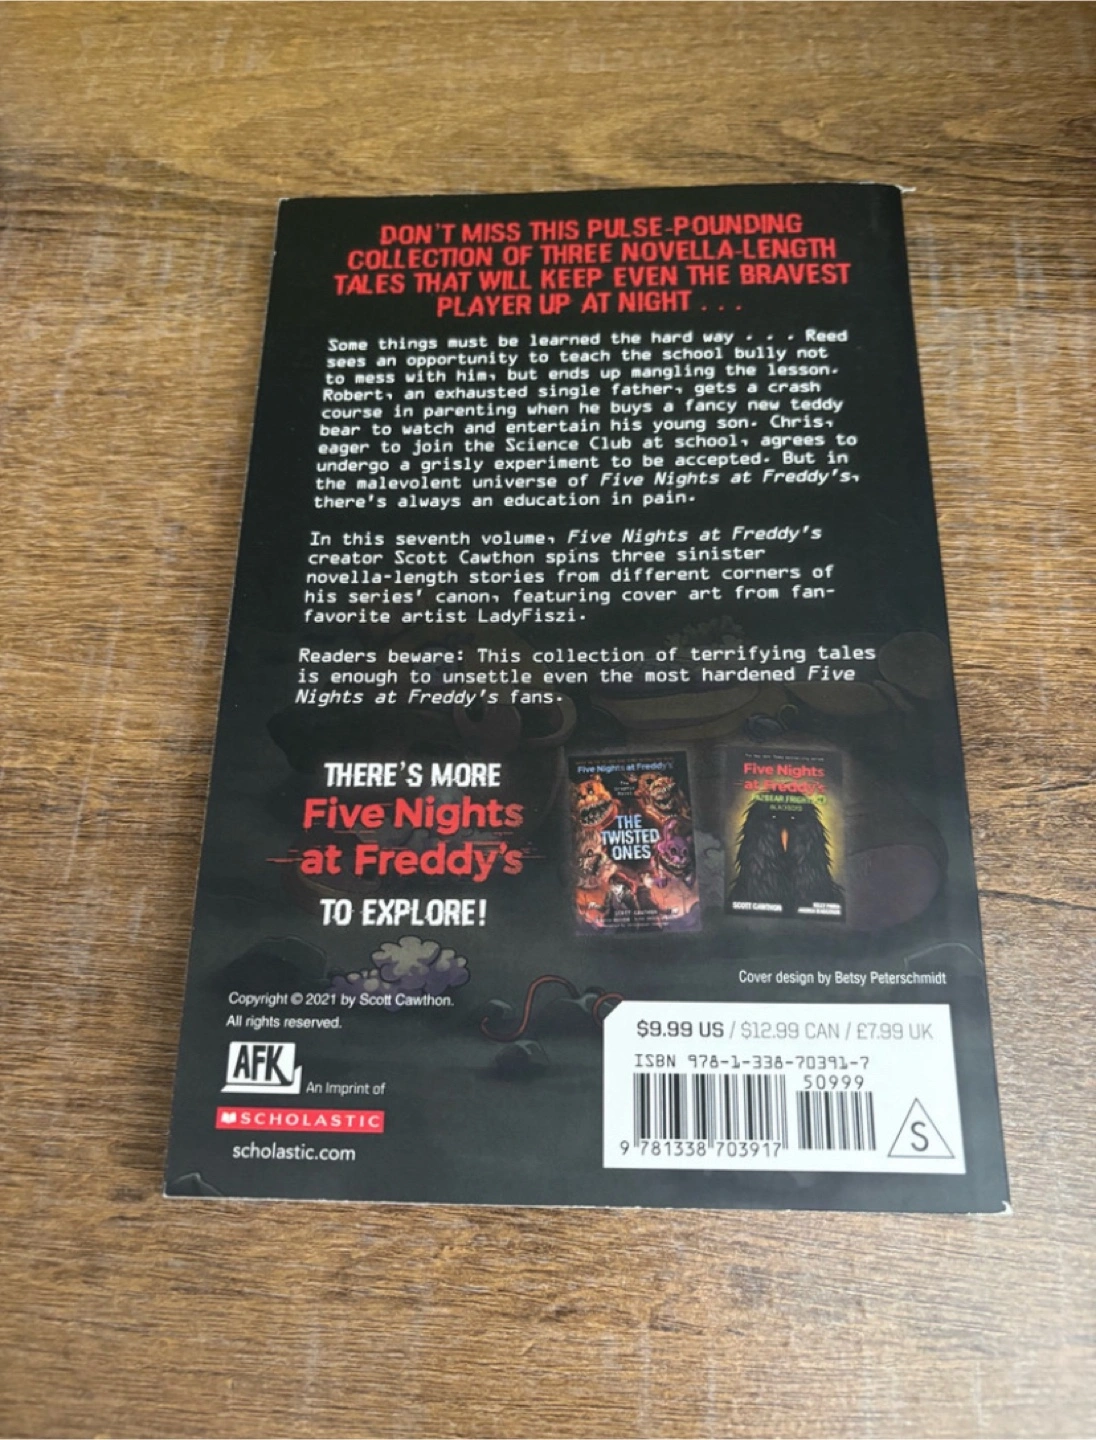 DON'T MISS THIS PULSE-POUNDING
COLLECTION OF THREE NOVELLA-LENGTH
TALES THAT WILL KEEP EVEN THE BRAVEST
PLAYER UP AT NIGHT . . .
Some things must be learned the hard way . . . Reed
sees an opportunity to teach the school bully not
to mess with him, but ends up mangling the lesson.
Robert, an exhausted single father, gets a crash
course in parenting when he buys a fancy new teddy
bear to watch and entertain his young son. Chris,
eager to join the Science Club at school, agrees to
undergo a grisly experiment to be accepted. But in
the malevolent universe of Five Nights at Freddy's,
there's always an education in pain.
In this seventh volume, Five Nights at Freddy's
creator Scott Cawthon spins three sinister
novella-length stories from different corners of
his series' canon, featuring cover art from fan-
favorite artist LadyFiszi.
Readers beware: This collection of terrifying tales
is enough to unsettle even the most hardened Five
Nights at Freddy's fans.
THERE'S MORE
Five Nights
at Freddy's
TO EXPLORE!
Five Nights at Freddy's
THE
TWISTED
ONES
SCOTT CAWTHON
Five Nights
at Freddy's
FAZBEAR FRIGHTS
BLACKBIRD
SCOTT CAWTHON
Cover design by Betsy Peterschmidt
Copyright © 2021 by Scott Cawthon.
All rights reserved.
AFK
An Imprint of
SCHOLASTIC
scholastic.com
$9.99 US / $12.99 CAN / £7.99 UK
ISBN 978-1-338-70391-7
50999
9 781338 703917
S